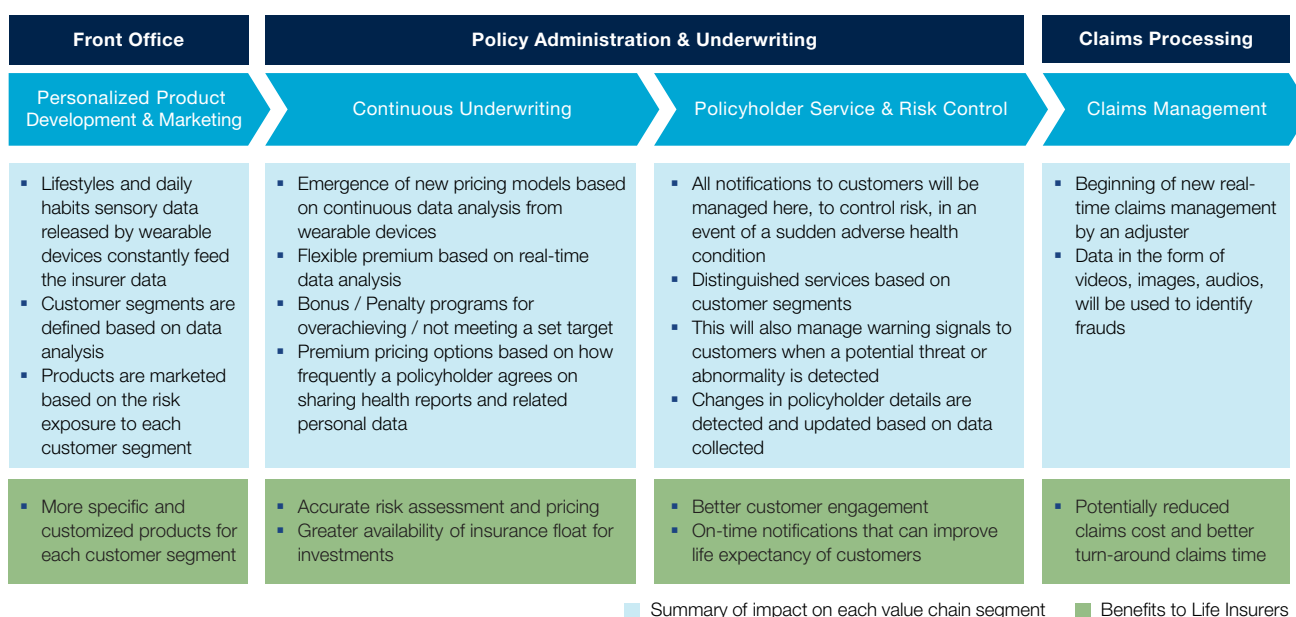 Front Office
Policy Administration & Underwriting
Claims Processing
Personalized Product
Development & Marketing
Continuous Underwriting
Policyholder Service & Risk Control
Claims Management
▪ Lifestyles and daily
habits sensory data
released by wearable
devices constantly feed
the insurer data
▪ Customer segments are
defined based on data
analysis
▪ Products are marketed
based on the risk
exposure to each
customer segment
▪ Emergence of new pricing models based
on continuous data analysis from
wearable devices
▪ Flexible premium based on real-time
data analysis
▪ Bonus / Penalty programs for
overachieving / not meeting a set target
▪ Premium pricing options based on how
frequently a policyholder agrees on
sharing health reports and related
personal data
▪ All notifications to customers will be
managed here, to control risk, in an
event of a sudden adverse health
condition
▪ Distinguished services based on
customer segments
▪ This will also manage warning signals to
customers when a potential threat or
abnormality is detected
▪ Changes in policyholder details are
detected and updated based on data
collected
▪ Beginning of new real-
time claims management
by an adjuster
▪ Data in the form of
videos, images, audios,
will be used to identify
frauds
▪ More specific and
customized products for
each customer segment
▪ Accurate risk assessment and pricing
▪ Greater availability of insurance float for
investments
▪ Better customer engagement
▪ On-time notifications that can improve
life expectancy of customers
▪ Potentially reduced
claims cost and better
turn-around claims time
Summary of impact on each value chain segment
Benefits to Life Insurers